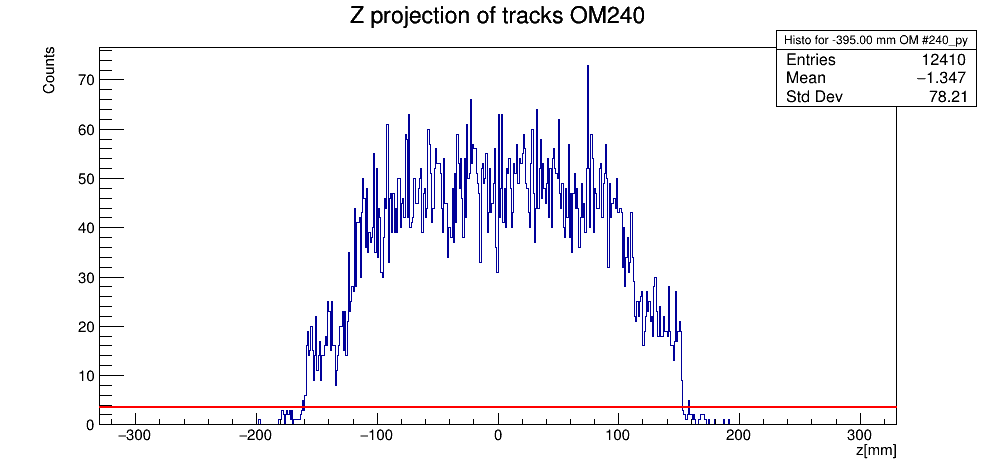 Z projection of tracks OM240
Histo for -395.00 mm OM #240_py
Entries 12410
Mean −1.347
Std Dev 78.21
Counts
70
60
50
40
30
20
10
0
−300 −200 −100 0 100 200 300
z[mm]